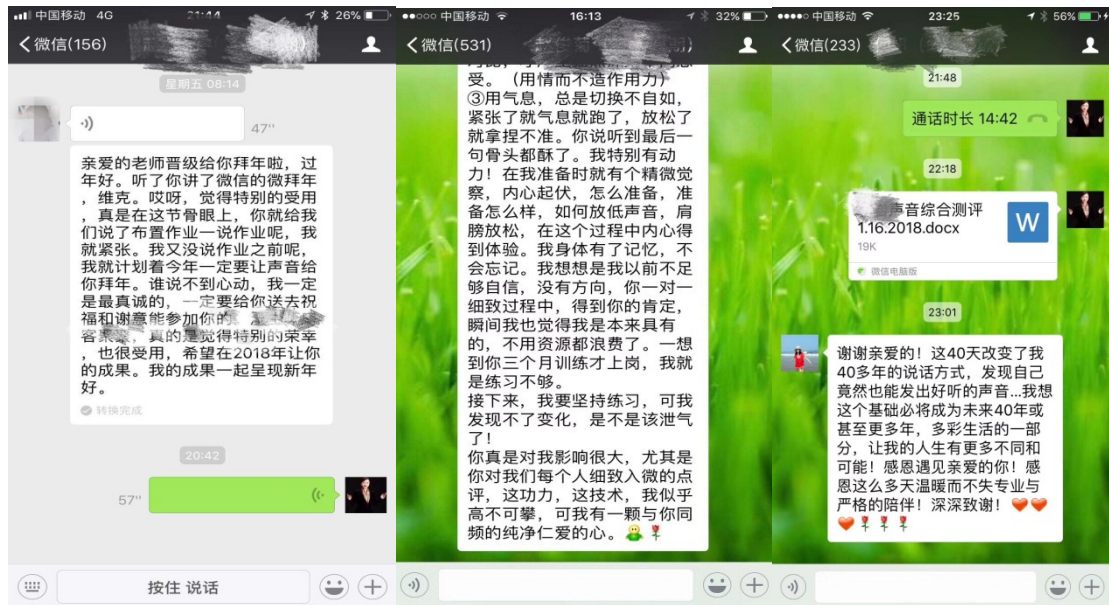 中国移动 4G 21:44 26%
微信(156)
星期五 08:14
47''
亲爱的老师晋级给你拜年啦，过
年好。听了你讲了微信的微拜年
，维克。哎呀，觉得特别的受用
，真是在这节骨眼上，你就给我
们说了布置作业一说作业呢，我
就紧张。我又没说作业之前呢，
我就计划着今年一定要让声音给
你拜年。谁说不心动，我一定
是最真诚的，一定要给你送去祝
福和谢意能参加你的
客 真的是觉得特别的荣幸
，也很受用，希望在2018年让你
的成果。我的成果一起呈现新年
好。
转换完成
20:42
57''
按住 说话
中国移动 16:13 32%
微信(531)
受。（用情而不造作用力）
③用气息，总是切换不自如，
紧张了就气息就跑了，放松了
就拿捏不准。你说听到最后一
句骨头都酥了。我特别有动
力！在我准备时就有个精微觉
察，内心起伏，怎么准备，准
备怎么样，如何放低声音，肩
膀放松，在这个过程中内心得
到体验。我身体有了记忆，不
会忘记。我想想是我以前不足
够自信，没有方向，你一对一
细致过程中，得到你的肯定，
瞬间我也觉得我是本来具有
的，不用资源都浪费了。一想
到你三个月训练才上岗，我就
是练习不够。
接下来，我要坚持练习，可我
发现不了变化，是不是该泄气
了！
你真是对我影响很大，尤其是
你对我们每个人细致入微的点
评，这功力，这技术，我似乎
高不可攀，可我有一颗与你同
频的纯净仁爱的心。
中国移动 23:25 56%
微信(233)
21:48
通话时长 14:42
22:18
声音综合测评
1.16.2018.docx
W
19K
微信电脑版
23:01
谢谢亲爱的！这40天改变了我
40多年的说话方式，发现自己
竟然也能发出好听的声音...我想
这个基础必将成为未来40年或
甚至更多年，多彩生活的一部
分，让我的人生有更多不同和
可能！感恩遇见亲爱的你！感
恩这么多天温暖而不失专业与
严格的陪伴！深深致谢！